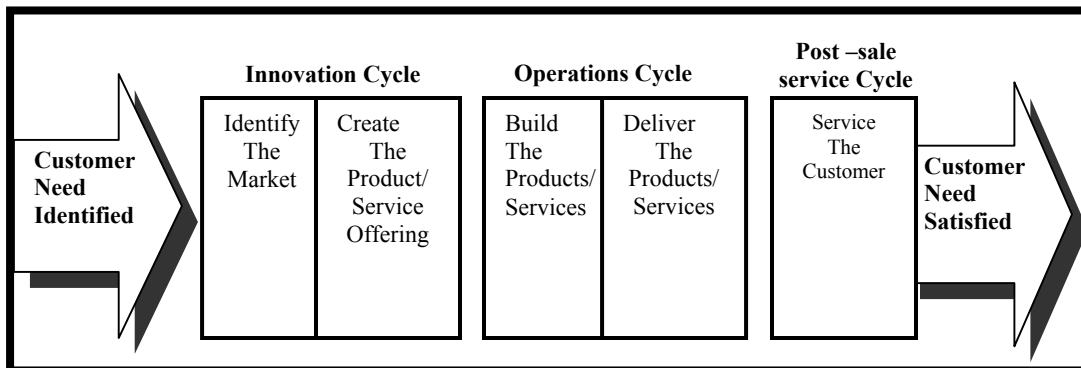 Customer
Need
Identified
Innovation Cycle
Identify
The
Market
Create
The
Product/
Service
Offering
Operations Cycle
Build
The
Products/
Services
Deliver
The
Products/
Services
Post –sale
service Cycle
Service
The
Customer
Customer
Need
Satisfied